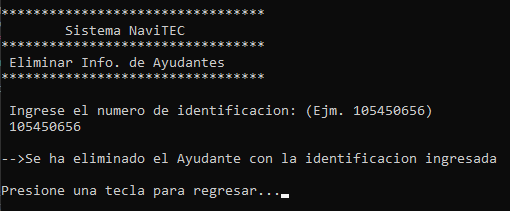 *********************************
Sistema NaviTEC
*********************************
Eliminar Info. de Ayudantes
*********************************
Ingrese el numero de identificacion: (Ejm. 105450656)
105450656
-->Se ha eliminado el Ayudante con la identificacion ingresada
Presione una tecla para regresar..._